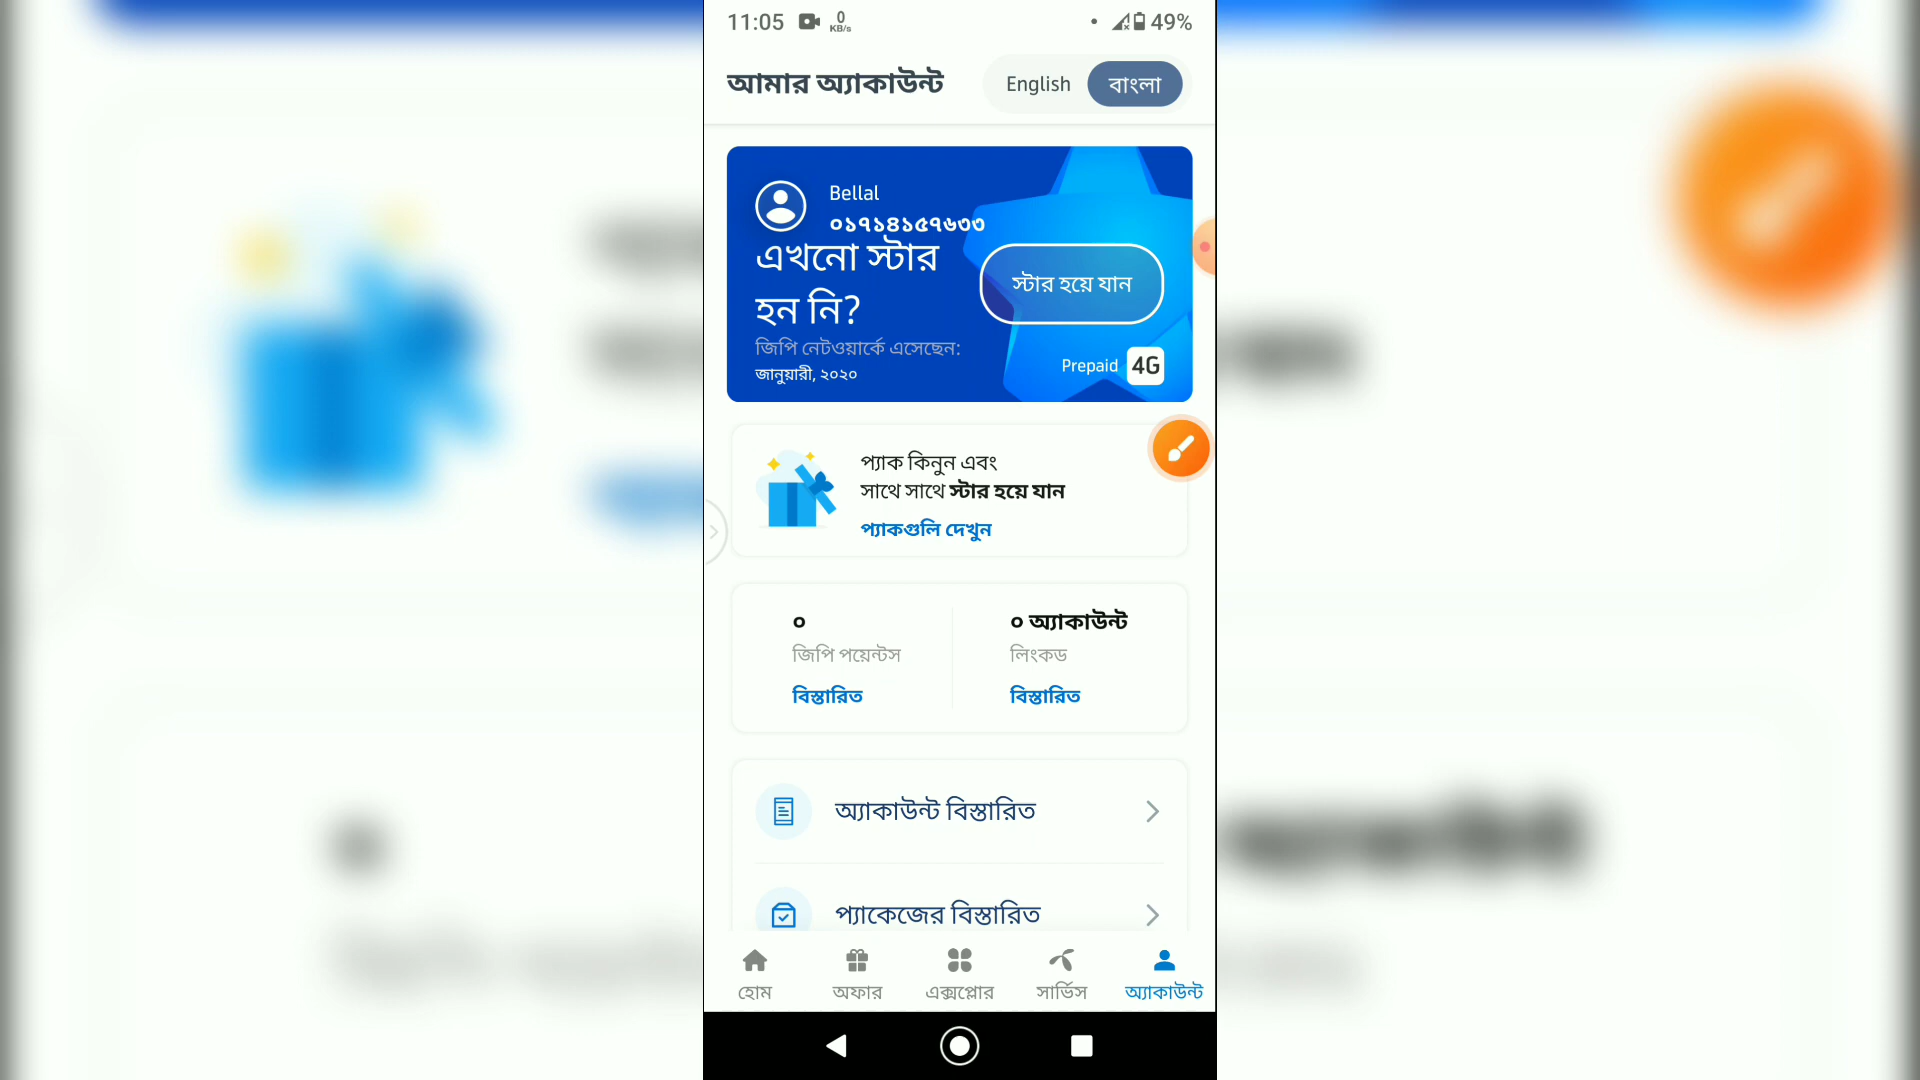 11:05 0 KB/s 49%
আমার অ্যাকাউন্ট English বাংলা
Bellal
০১৭১৪১৫৭৬৩৩
এখনো স্টার
হন নি?
স্টার হয়ে যান
জিপি নেটওয়ার্কে এসেছেন:
জানুয়ারী, ২০২০
Prepaid 4G
প্যাক কিনুন এবং
সাথে সাথে স্টার হয়ে যান
প্যাকগুলি দেখুন
০
জিপি পয়েন্টস
বিস্তারিত
০ অ্যাকাউন্ট
লিংকড
বিস্তারিত
অ্যাকাউন্ট বিস্তারিত
প্যাকেজের বিস্তারিত
হোম অফার এক্সপ্লোর সার্ভিস অ্যাকাউন্ট